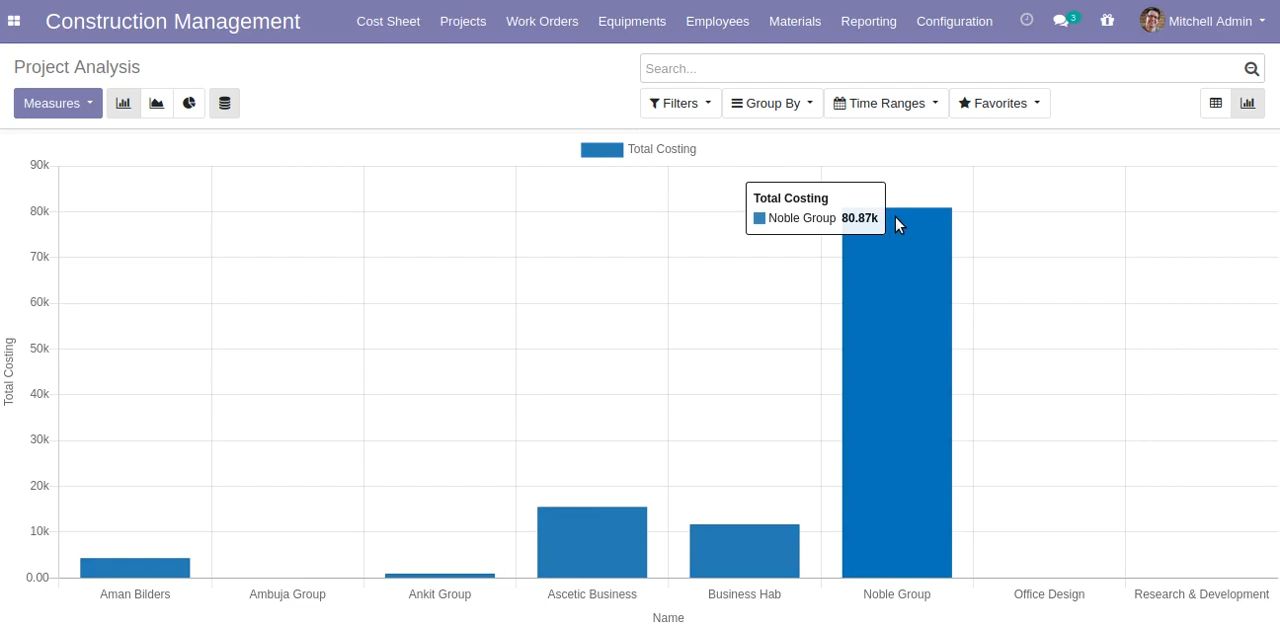 Construction Management Cost Sheet Projects Work Orders Equipments Employees Materials Reporting Configuration 3 Mitchell Admin
Project Analysis
Search...
Measures Filters Group By Time Ranges Favorites
Total Costing
90k
80k
70k
60k
50k
40k
30k
20k
10k
0.00
Total Costing
Total Costing
Noble Group 80.87k
Aman Bilders Ambuja Group Ankit Group Ascetic Business Business Hab Noble Group Office Design Research & Development
Name